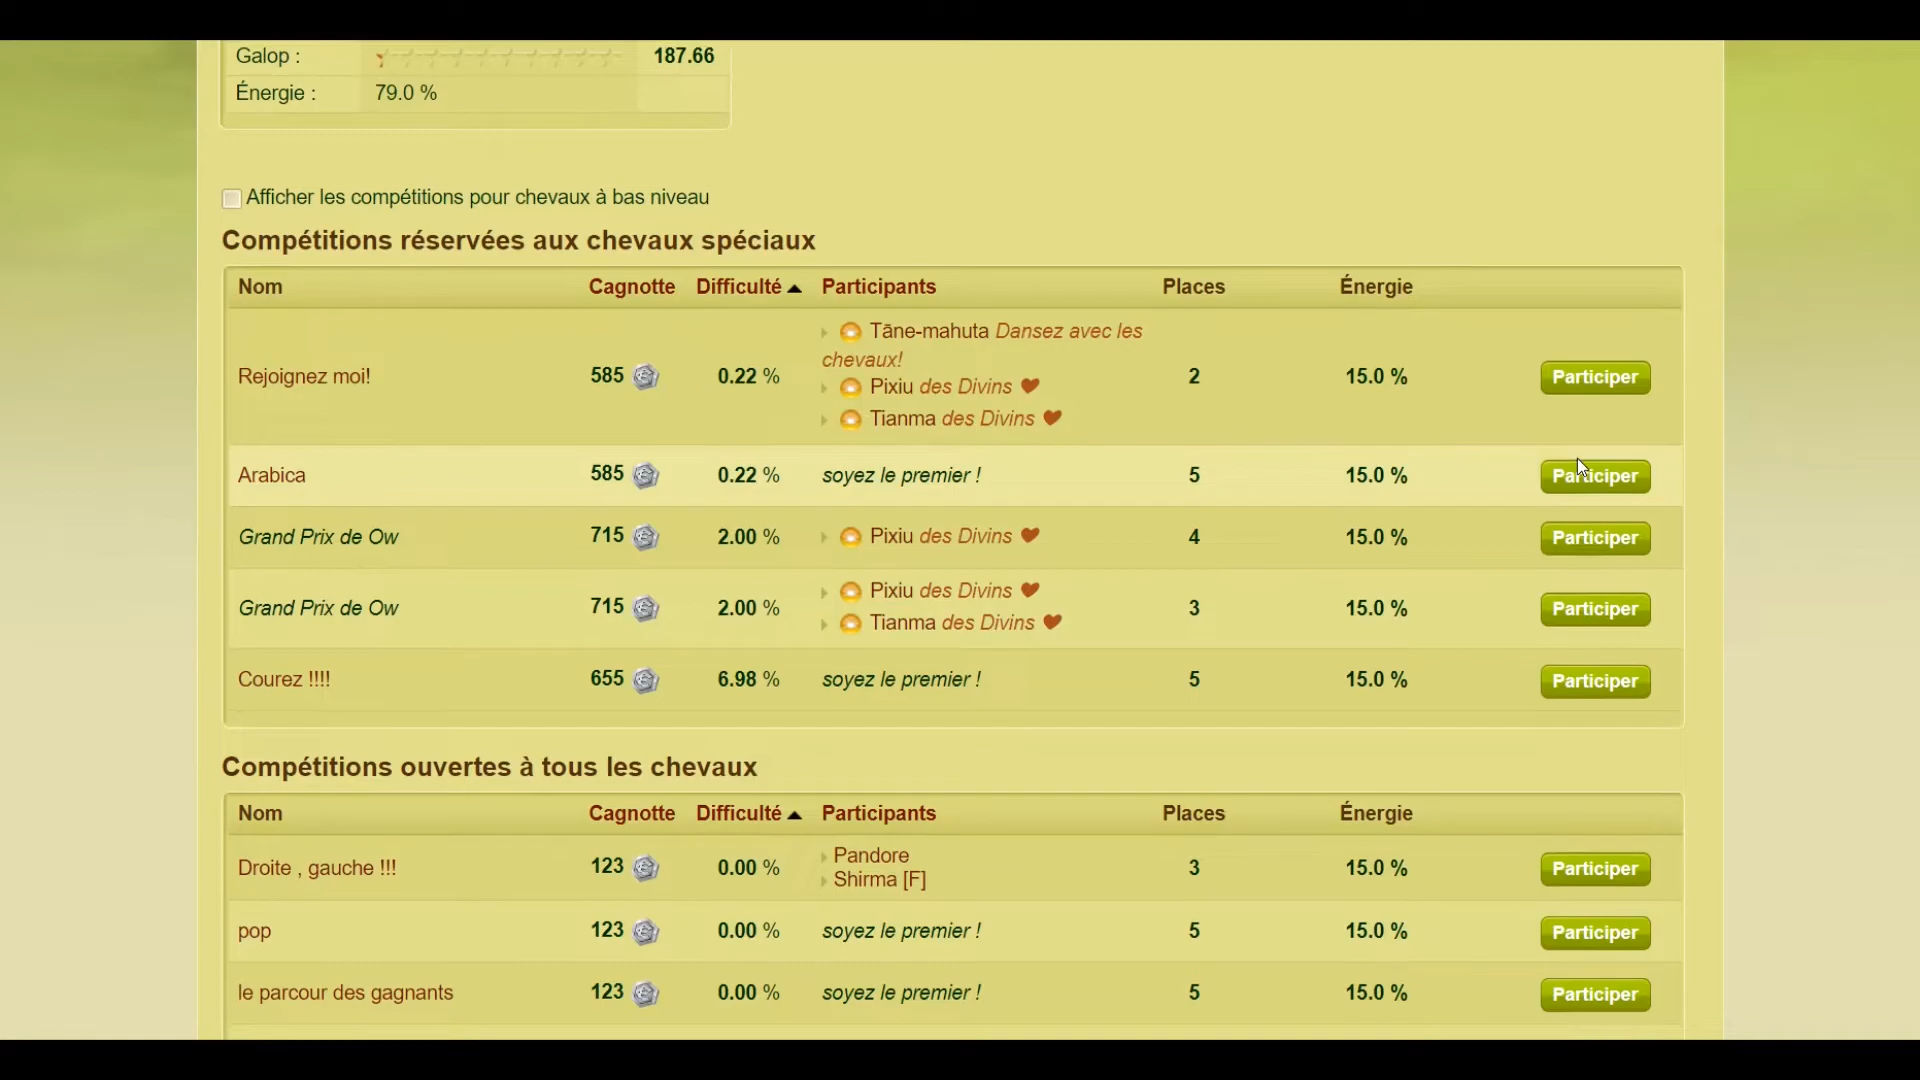 Galop : 187.66
Énergie : 79.0 %
Afficher les compétitions pour chevaux à bas niveau
Compétitions réservées aux chevaux spéciaux
Nom Cagnotte Difficulté Participants Places Énergie
Rejoignez moi! 585 0.22 % Tāne-mahuta Dansez avec les
chevaux!
Pixiu des Divins
Tianma des Divins
2 15.0 % Participer
Arabica 585 0.22 % soyez le premier ! 5 15.0 % Participer
Grand Prix de Ow 715 2.00 % Pixiu des Divins 4 15.0 % Participer
Grand Prix de Ow 715 2.00 % Pixiu des Divins
Tianma des Divins
3 15.0 % Participer
Courez !!!! 655 6.98 % soyez le premier ! 5 15.0 % Participer
Compétitions ouvertes à tous les chevaux
Nom Cagnotte Difficulté Participants Places Énergie
Droite , gauche !!! 123 0.00 % Pandore
Shirma [F]
3 15.0 % Participer
pop 123 0.00 % soyez le premier ! 5 15.0 % Participer
le parcour des gagnants 123 0.00 % soyez le premier ! 5 15.0 % Participer